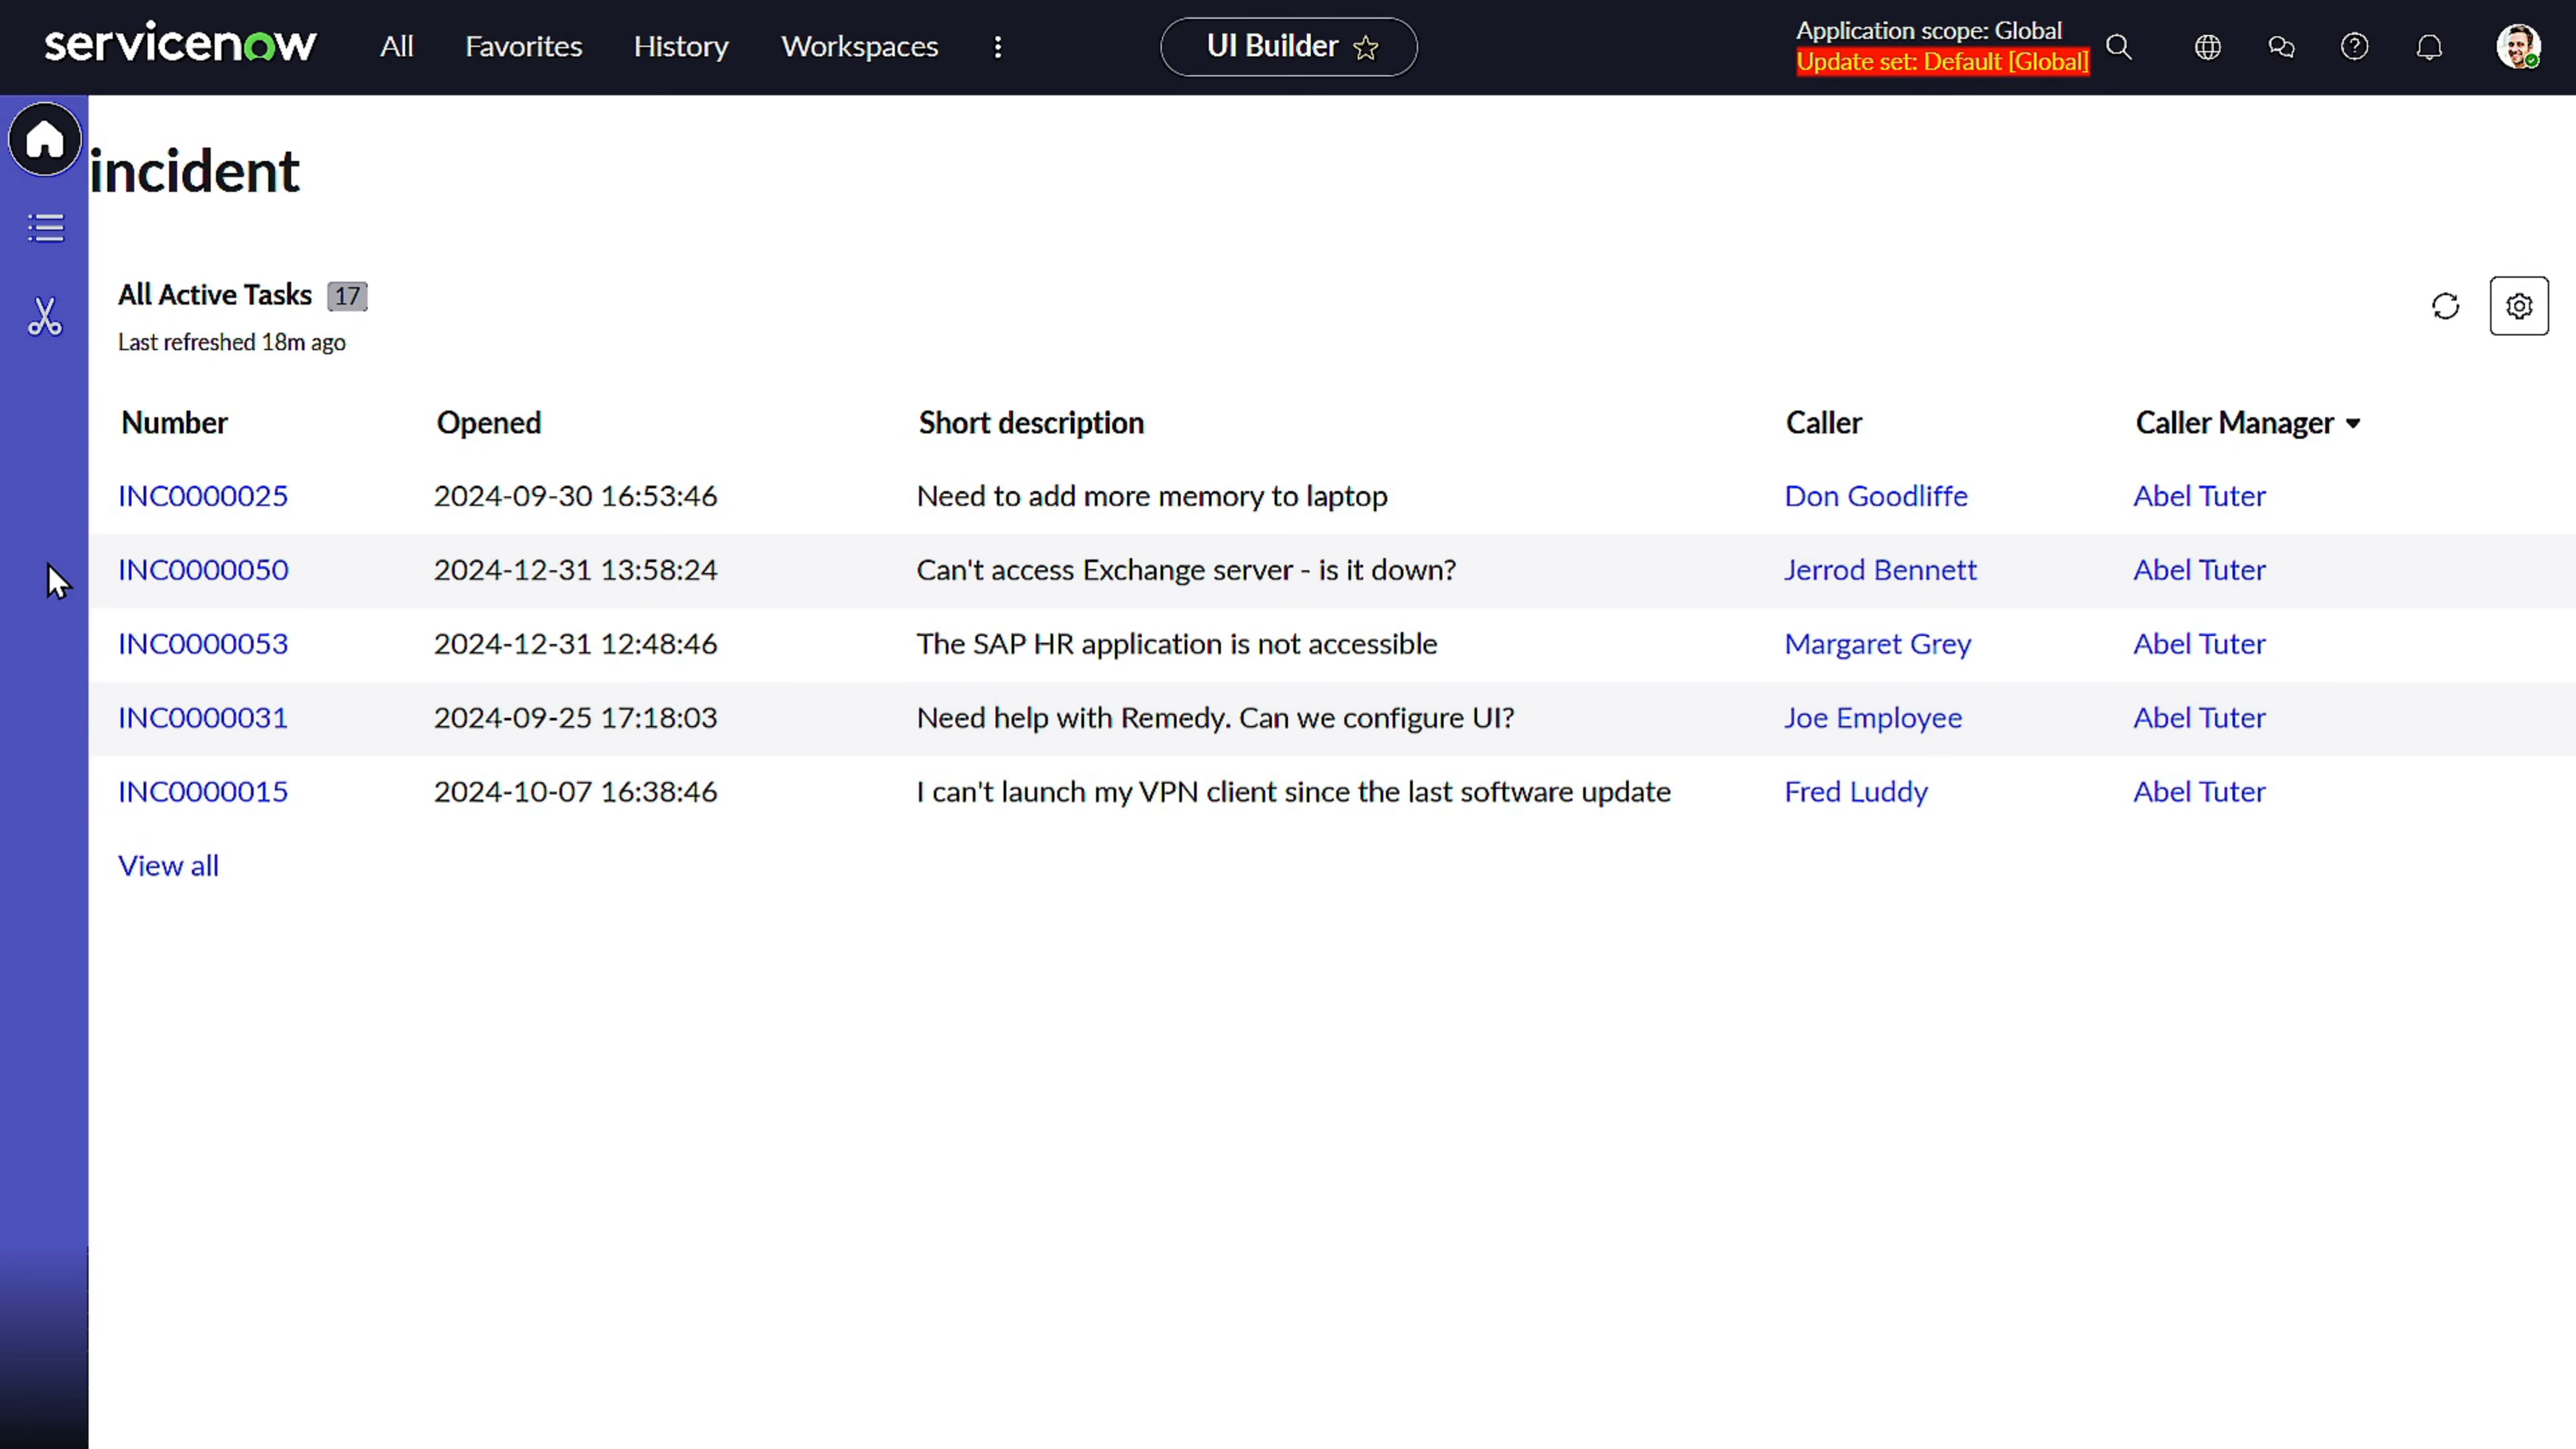 servicenow All Favorites History Workspaces UI Builder Application scope: Global
Update set: Default [Global]
incident
All Active Tasks 17
Last refreshed 18m ago
Number Opened Short description Caller Caller Manager
INC0000025 2024-09-30 16:53:46 Need to add more memory to laptop Don Goodliffe Abel Tuter
INC0000050 2024-12-31 13:58:24 Can't access Exchange server - is it down? Jerrod Bennett Abel Tuter
INC0000053 2024-12-31 12:48:46 The SAP HR application is not accessible Margaret Grey Abel Tuter
INC0000031 2024-09-25 17:18:03 Need help with Remedy. Can we configure UI? Joe Employee Abel Tuter
INC0000015 2024-10-07 16:38:46 I can't launch my VPN client since the last software update Fred Luddy Abel Tuter
View all